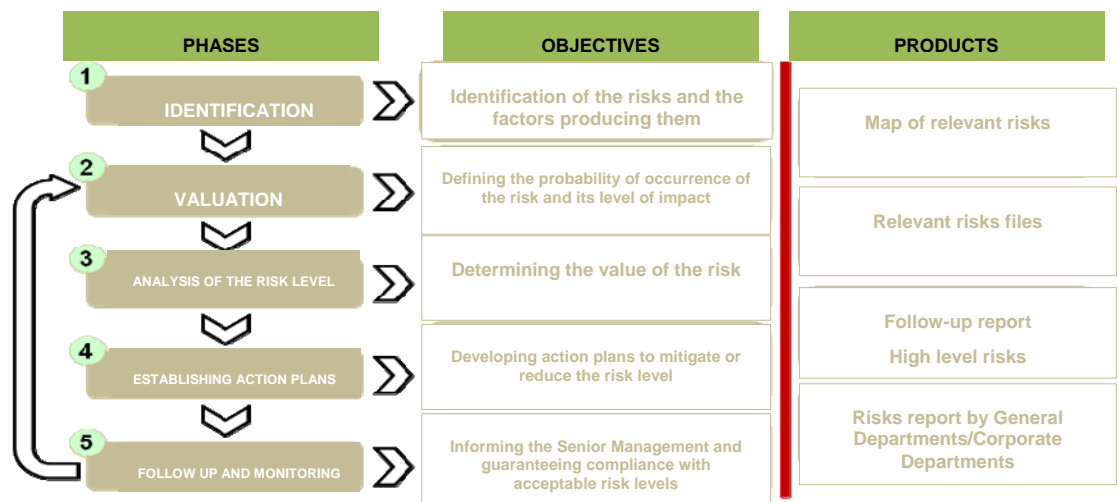 PHASES
OBJECTIVES
PRODUCTS
1
IDENTIFICATION
Identification of the risks and the
factors producing them
2
VALUATION
Defining the probability of occurrence of
the risk and its level of impact
3
ANALYSIS OF THE RISK LEVEL
Determining the value of the risk
4
ESTABLISHING ACTION PLANS
Developing action plans to mitigate or
reduce the risk level
5
FOLLOW UP AND MONITORING
Informing the Senior Management and
guaranteeing compliance with
acceptable risk levels
Map of relevant risks
Relevant risks files
Follow-up report
High level risks
Risks report by General
Departments/Corporate
Departments